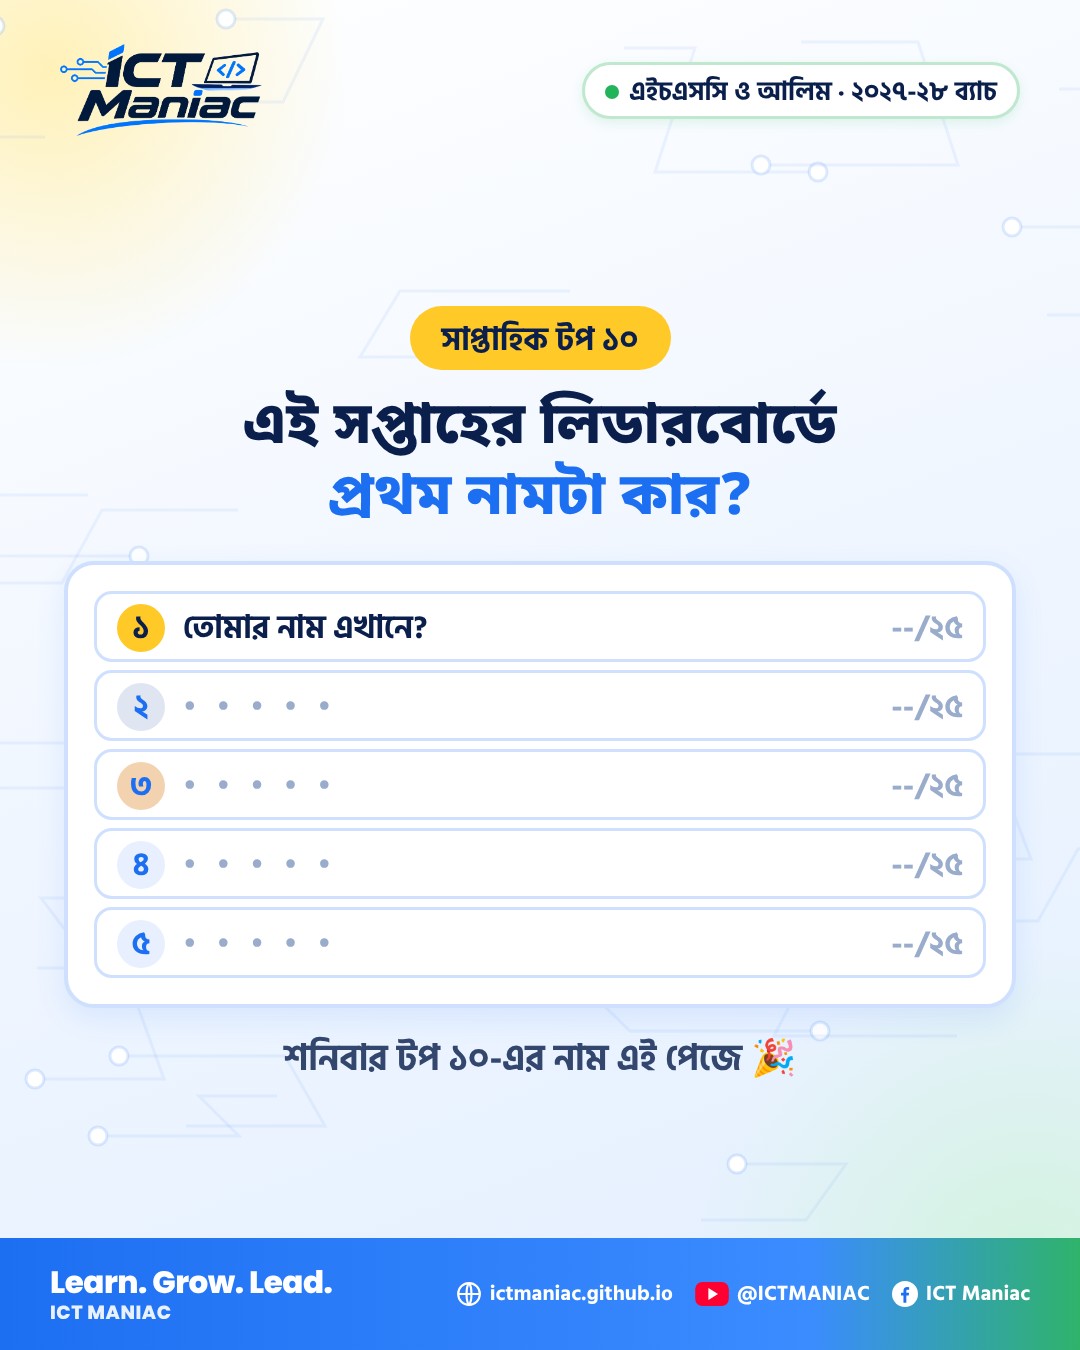 iCT
Maniac
</>
এইচএসসি ও আলিম · ২০২৭-২৮ ব্যাচ
সাপ্তাহিক টপ ১০
এই সপ্তাহের লিডারবোর্ডে
প্রথম নামটা কার?
১ তোমার নাম এখানে? --/২৫
২ • • • • • --/২৫
৩ • • • • • --/২৫
৪ • • • • • --/২৫
৫ • • • • • --/২৫
শনিবার টপ ১০-এর নাম এই পেজে 🎉
Learn. Grow. Lead.
ICT MANIAC
ictmaniac.github.io @ICTMANIAC ICT Maniac